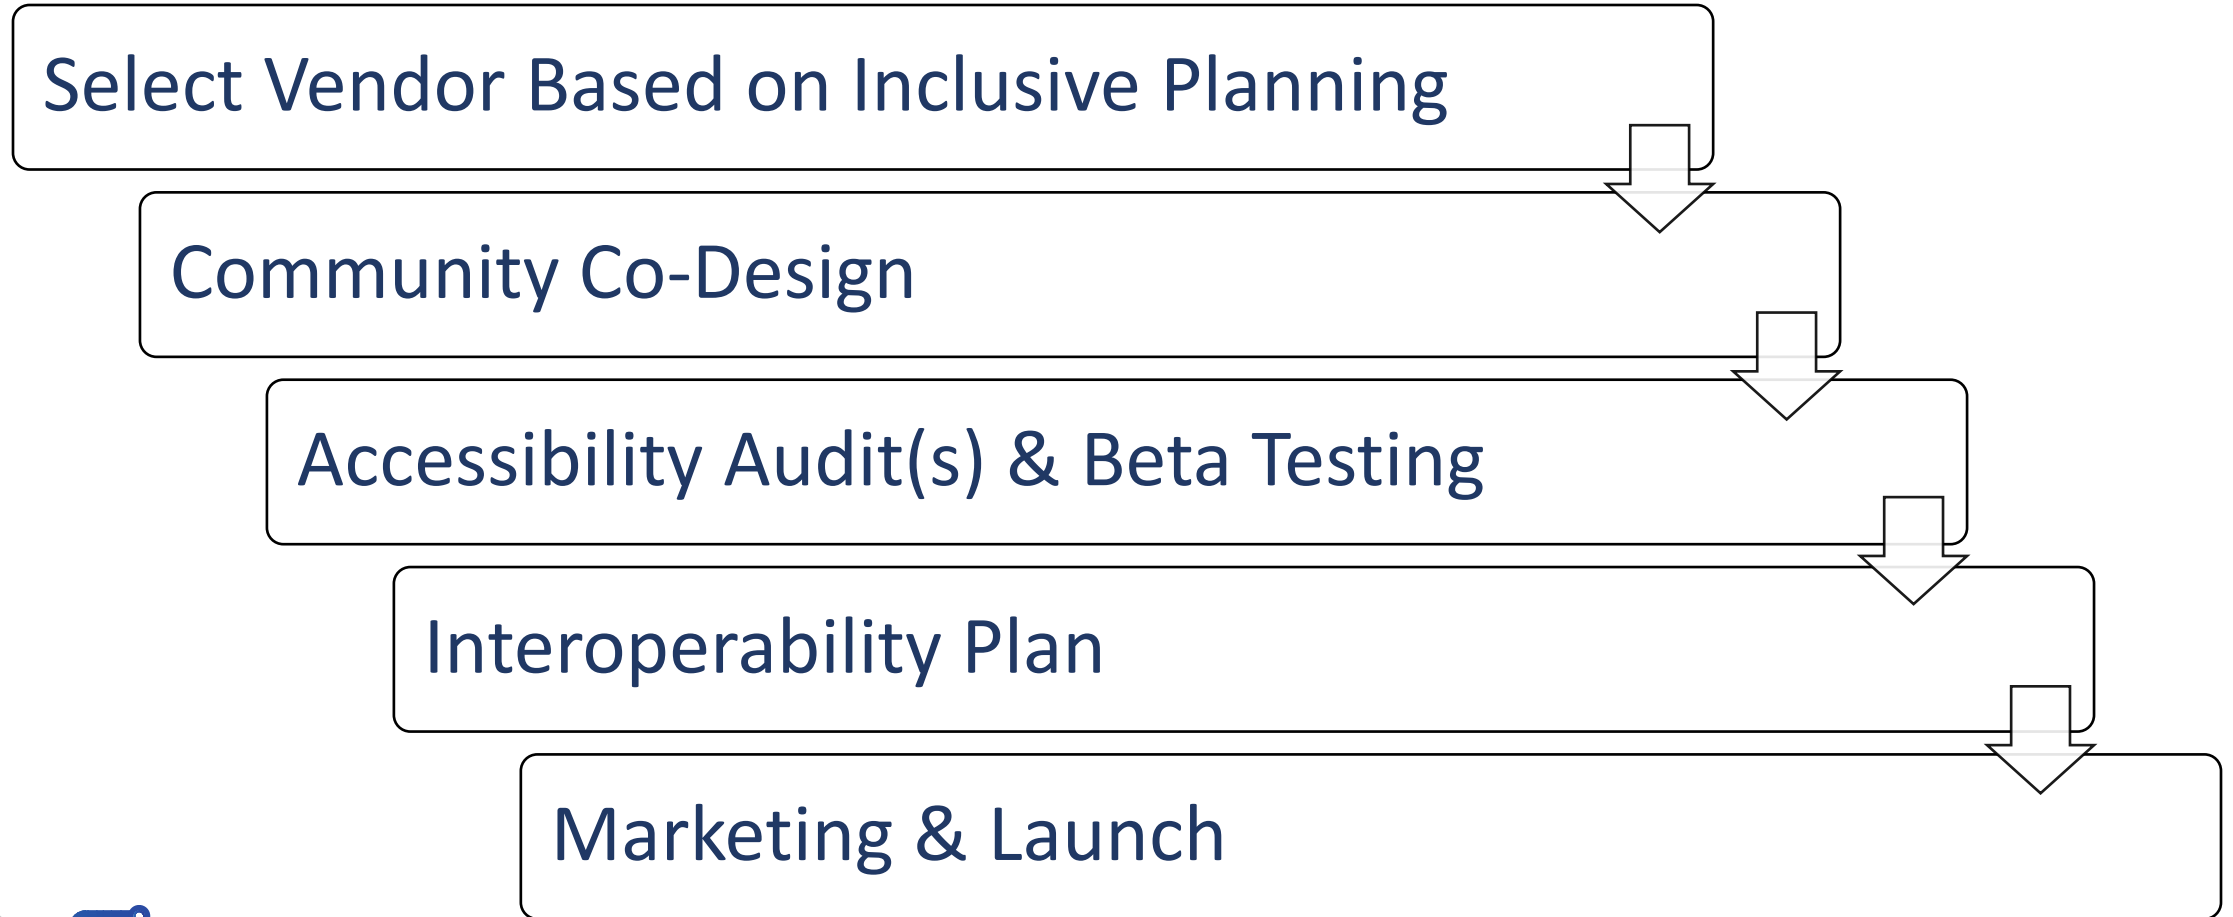 Select Vendor Based on Inclusive Planning
Community Co-Design
Accessibility Audit(s) & Beta Testing
Interoperability Plan
Marketing & Launch